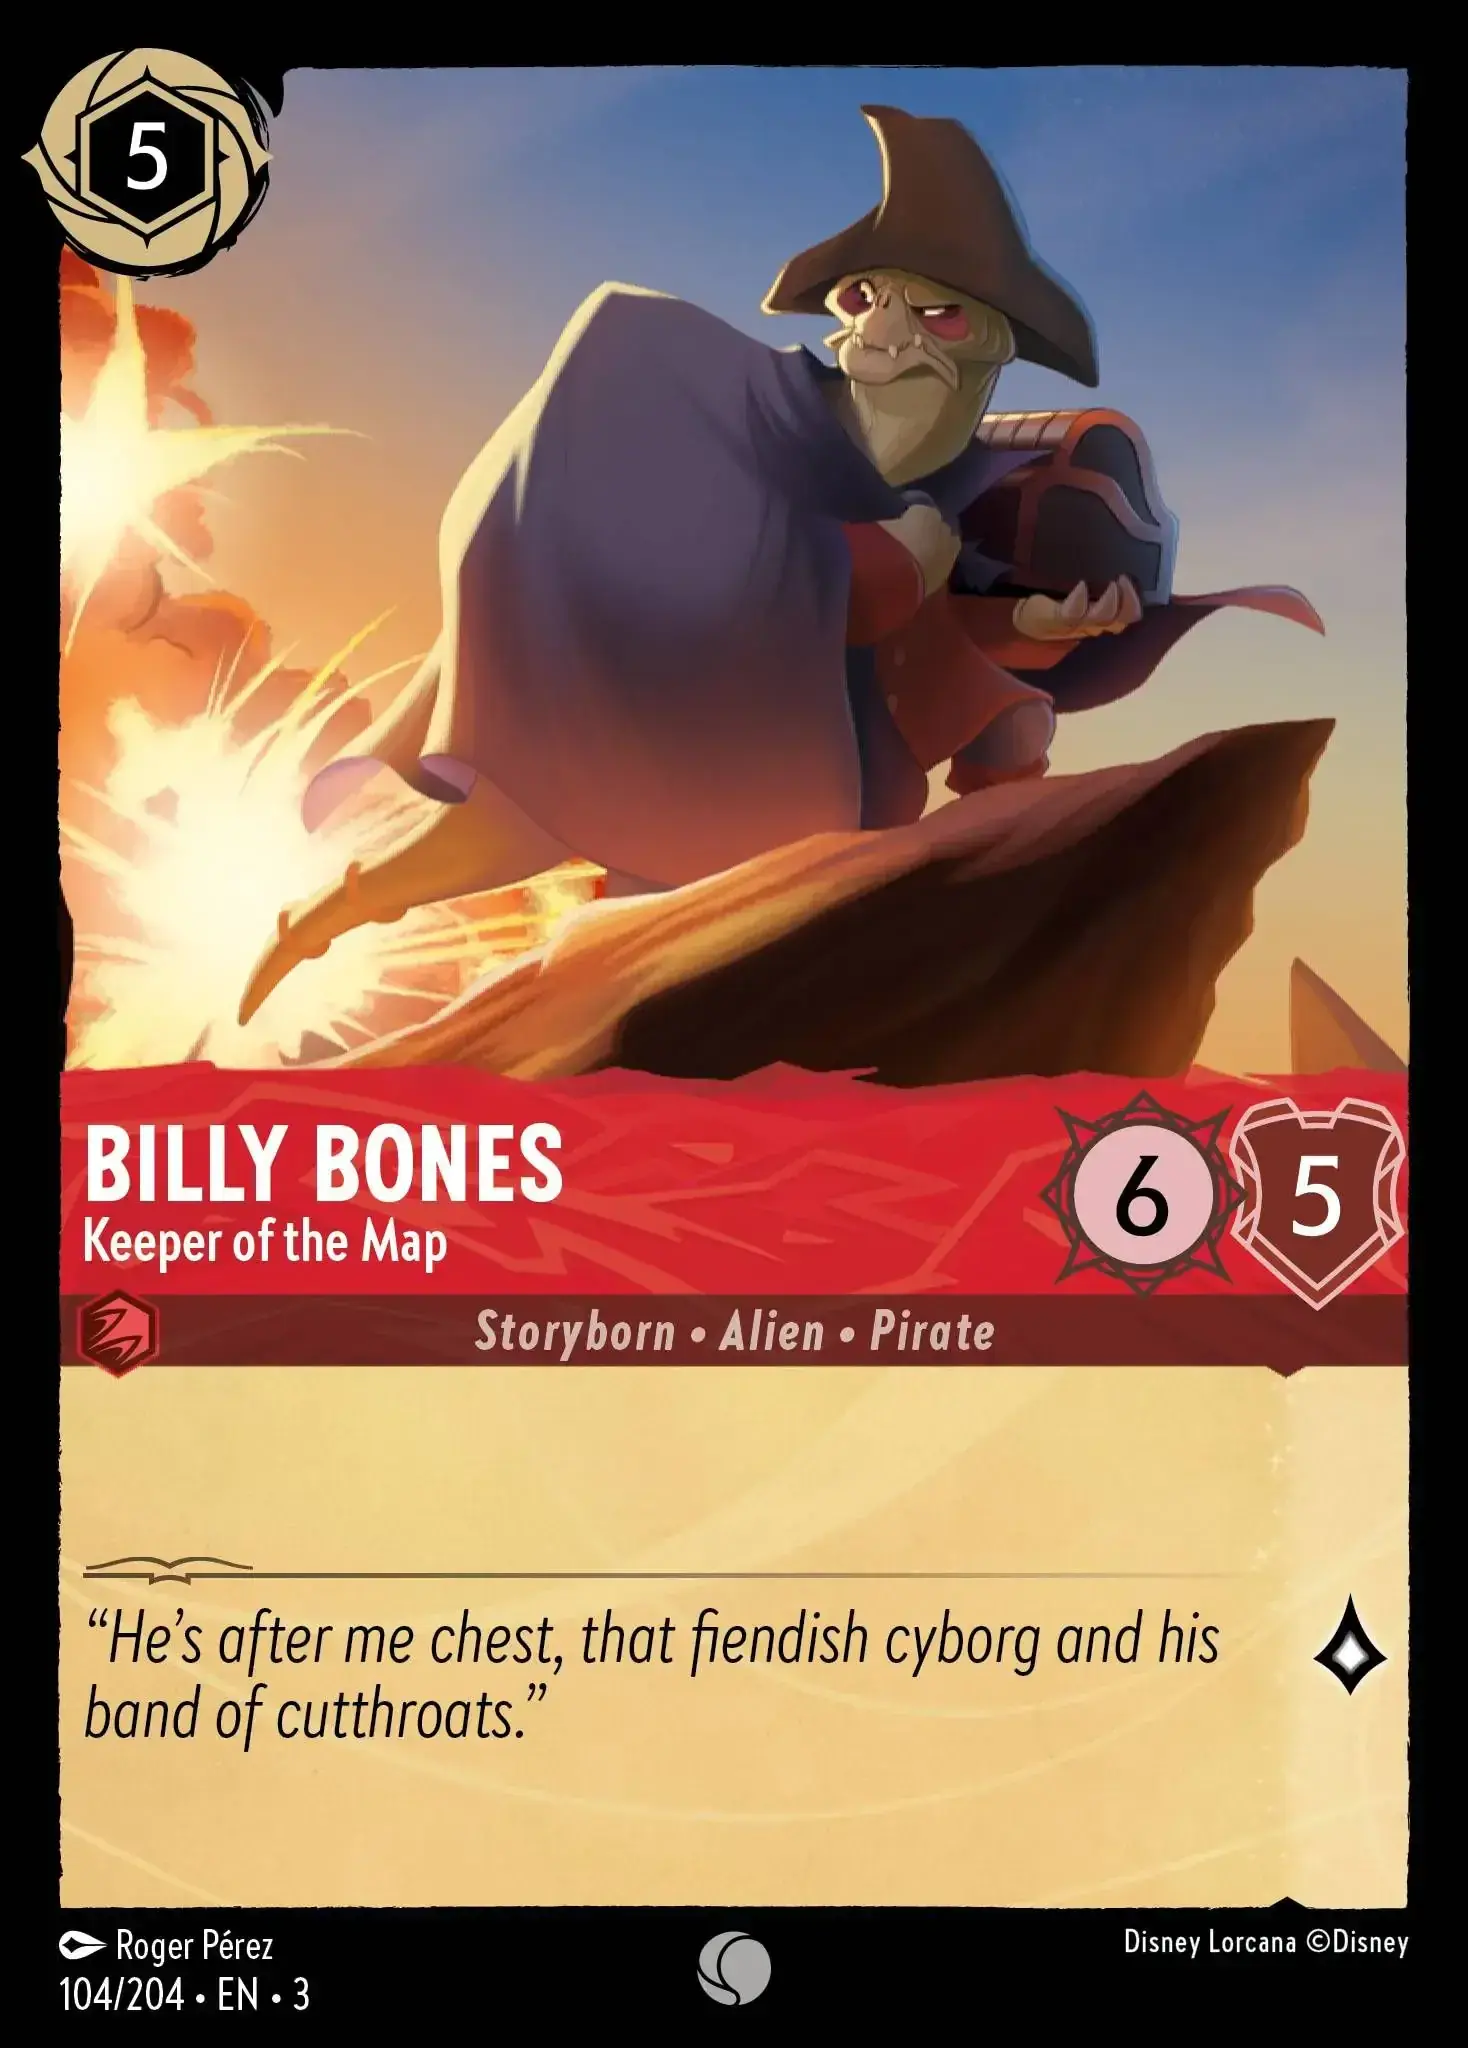 5
BILLY BONES
Keeper of the Map
6
5
Storyborn • Alien • Pirate
“He’s after me chest, that fiendish cyborg and his
band of cutthroats.”
Roger Pérez
Disney Lorcana ©Disney
104/204 • EN • 3